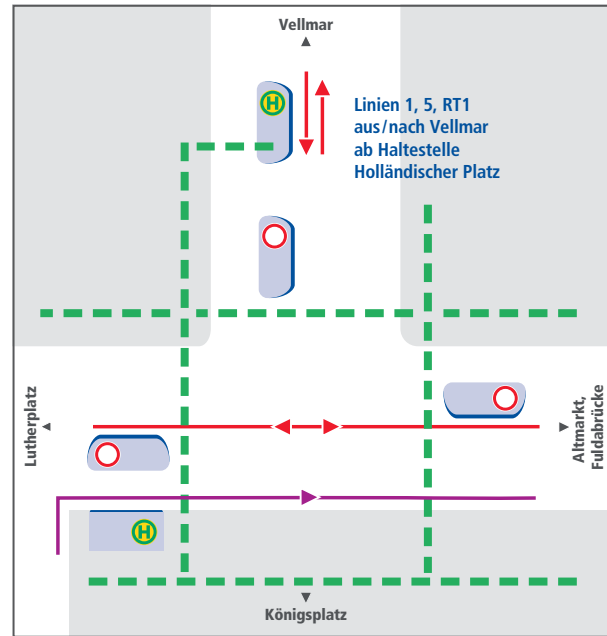 Vellmar
H
Linien 1, 5, RT1
aus/nach Vellmar
ab Haltestelle
Holländischer Platz
Lutherplatz
Altmarkt,
Fuldabrücke
H
Königsplatz